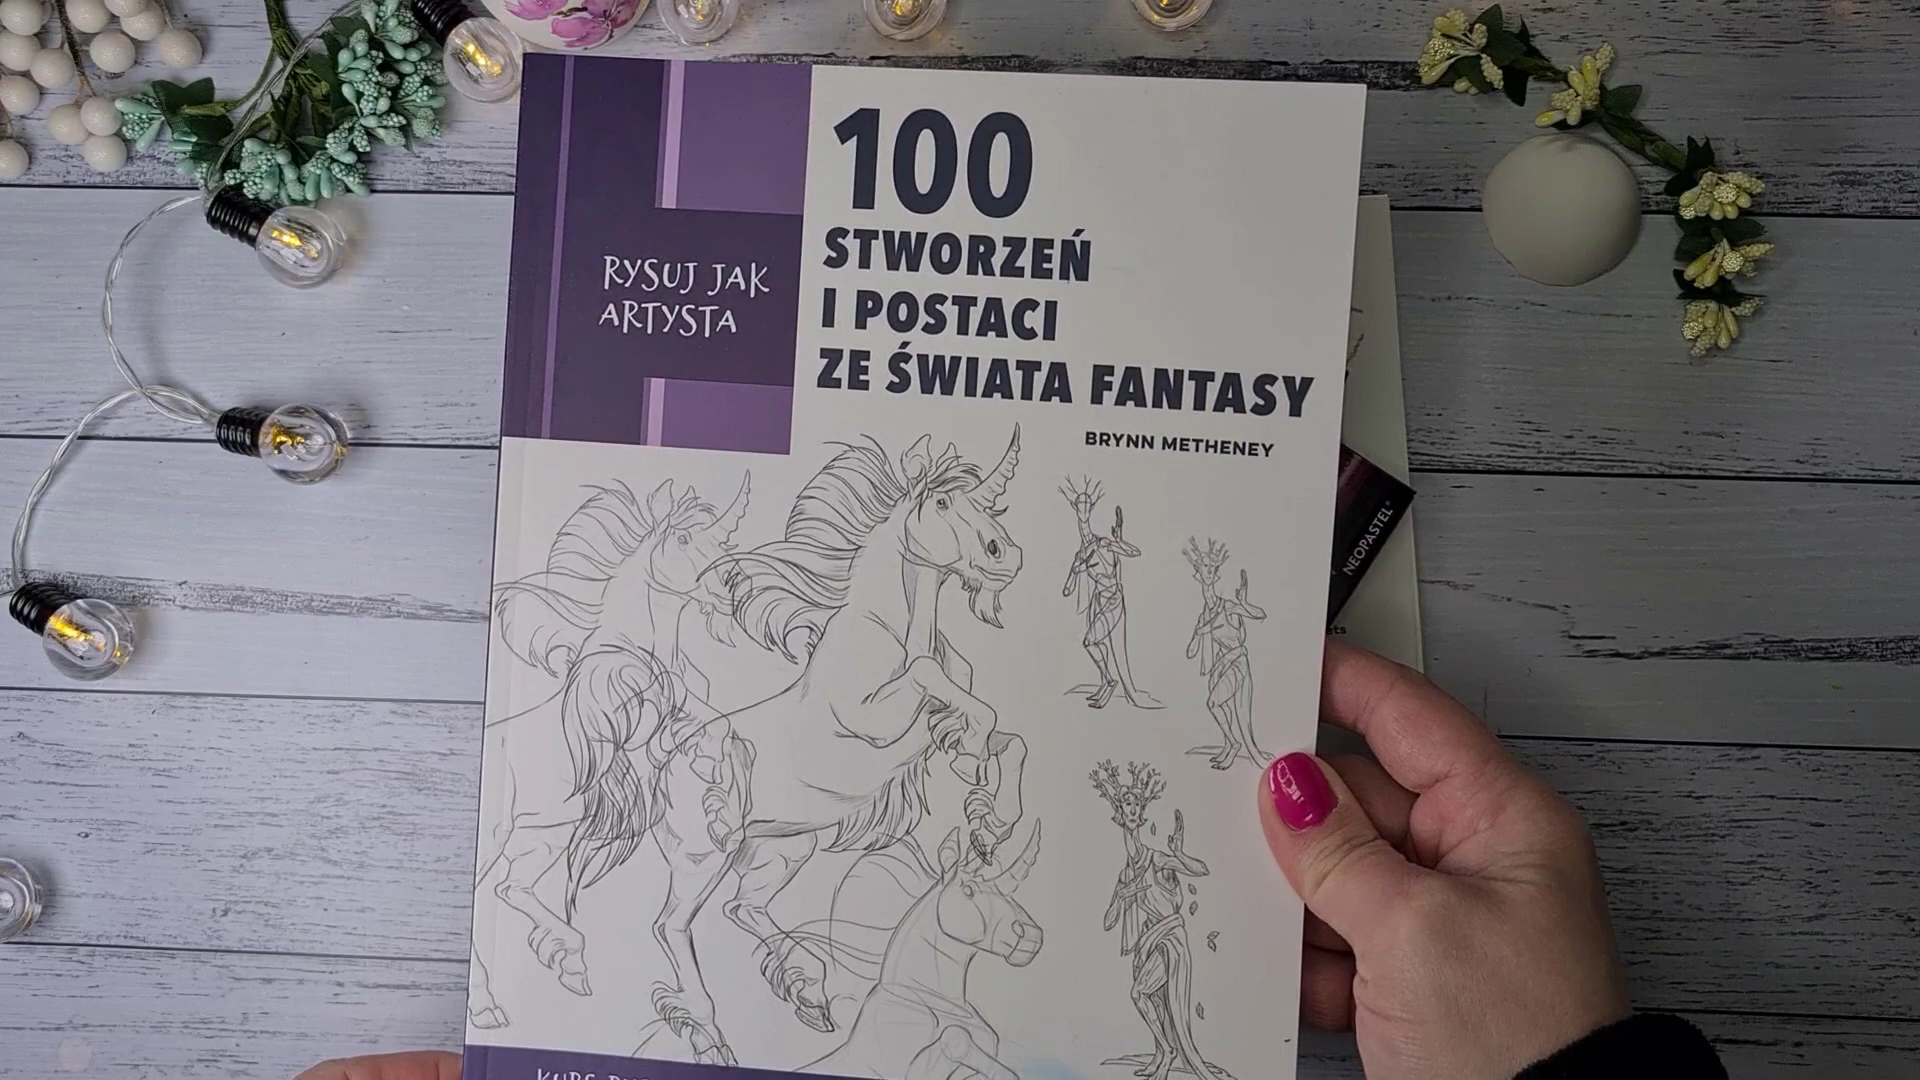 100
STWORZEŃ
I POSTACI
ZE ŚWIATA FANTASY
BRYNN METHENEY
RYSUJ JAK
ARTYSTA
NEOPASTEL